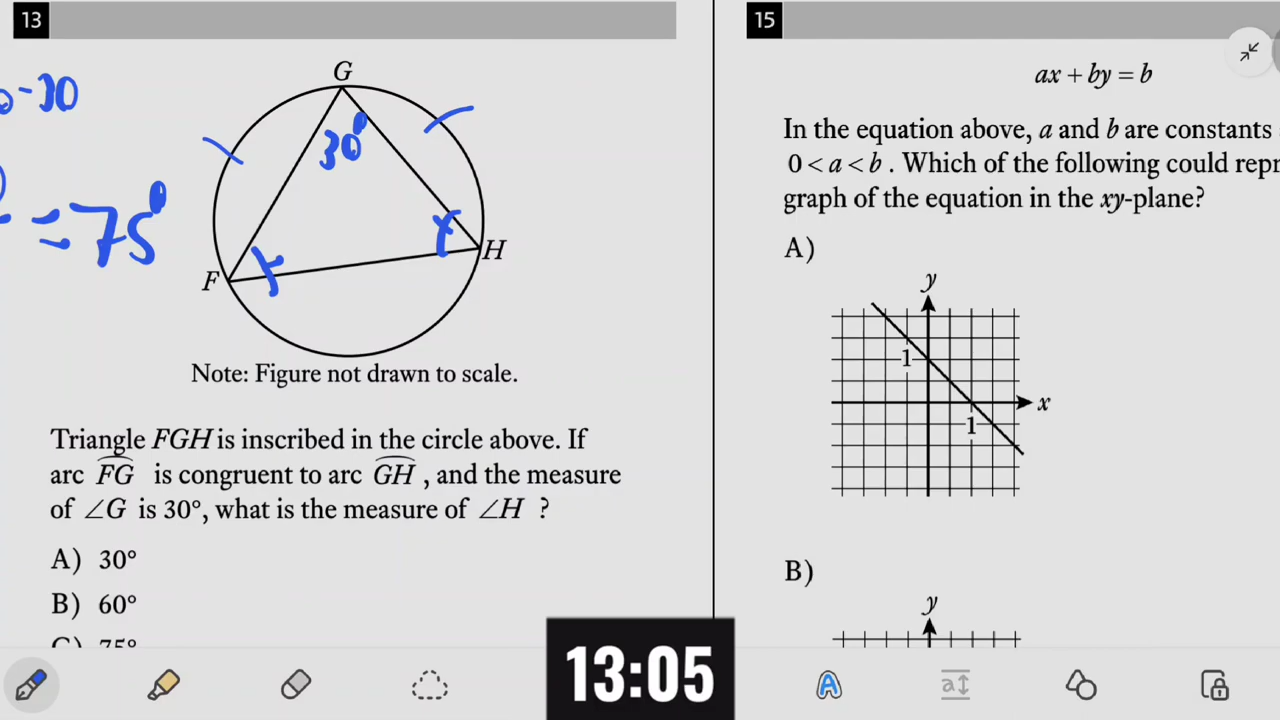 13
-30
= 75°
G
30°
x
x
F
H
Note: Figure not drawn to scale.
Triangle FGH is inscribed in the circle above. If
arc FG is congruent to arc GH , and the measure
of ∠G is 30°, what is the measure of ∠H ?
A) 30°
B) 60°
C) 75°
15
ax + by = b
In the equation above, a and b are constants
0 < a < b . Which of the following could
graph of the equation in the xy-plane?
A)
y
1
x
1
B)
y
13:05
A
a